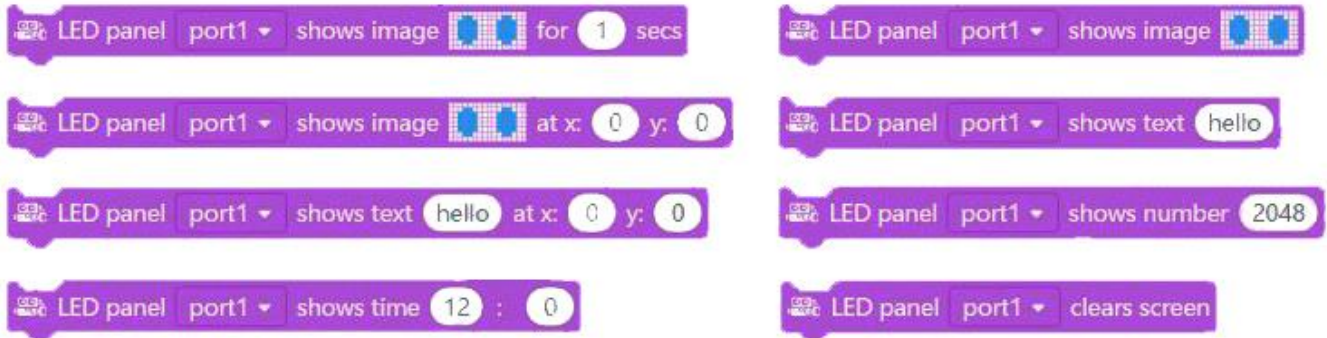 LED panel port1 shows image for 1 secs
LED panel port1 shows image
LED panel port1 shows image at x: 0 y: 0
LED panel port1 shows text hello
LED panel port1 shows text hello at x: 0 y: 0
LED panel port1 shows number 2048
LED panel port1 shows time 12 : 0
LED panel port1 clears screen